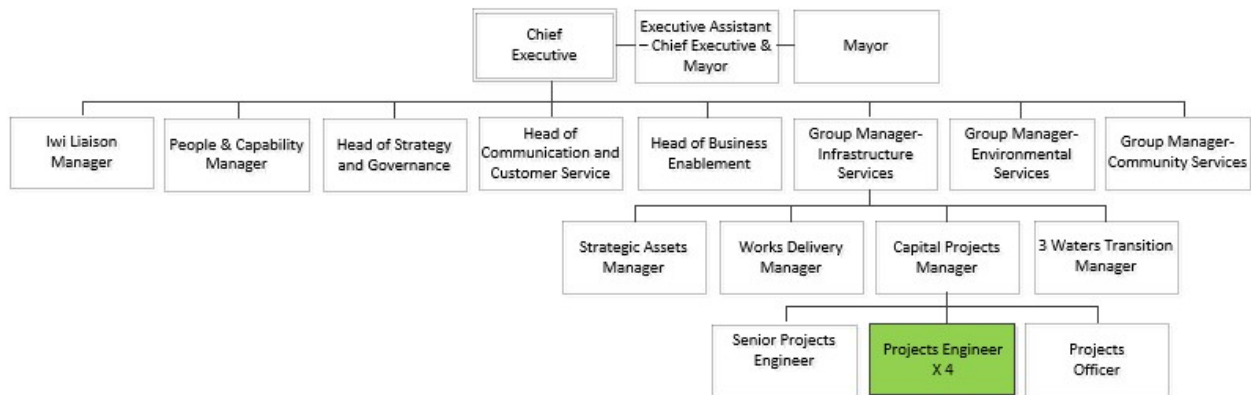 Chief
Executive
Executive Assistant
– Chief Executive &
Mayor
Mayor
Iwi Liaison
Manager
People & Capability
Manager
Head of Strategy
and Governance
Head of
Communication and
Customer Service
Head of Business
Enablement
Group Manager-
Infrastructure
Services
Group Manager-
Environmental
Services
Group Manager-
Community Services
Strategic Assets
Manager
Works Delivery
Manager
Capital Projects
Manager
3 Waters Transition
Manager
Senior Projects
Engineer
Projects Engineer
X 4
Projects
Officer